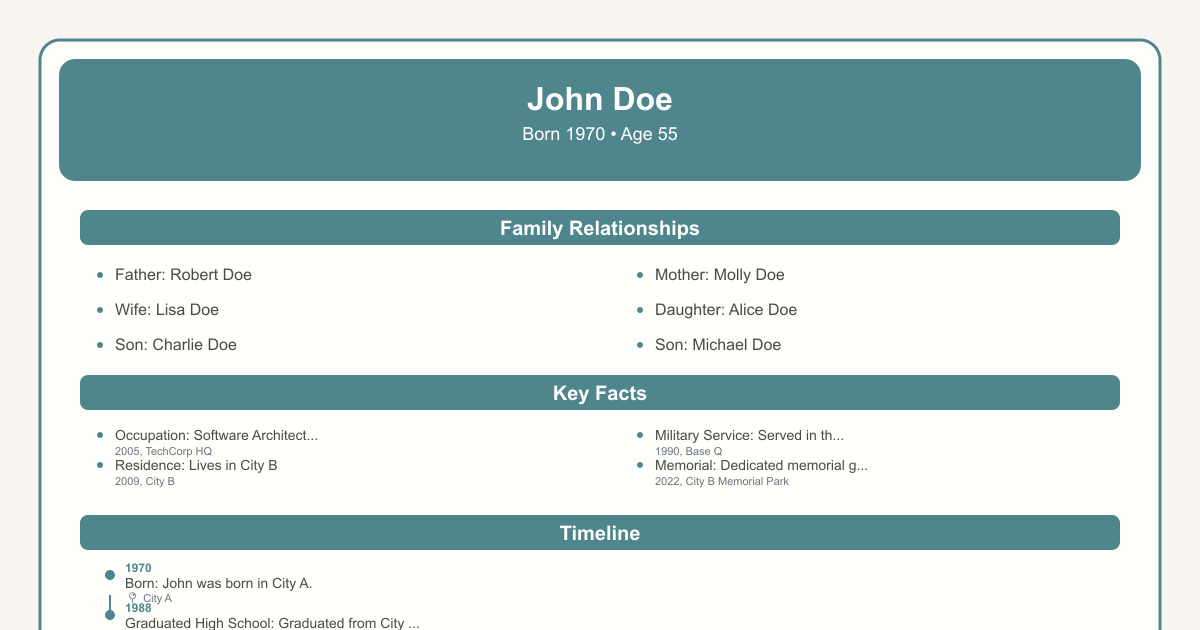 John Doe
Born 1970 • Age 55
Family Relationships
• Father: Robert Doe
• Mother: Molly Doe
• Wife: Lisa Doe
• Daughter: Alice Doe
• Son: Charlie Doe
• Son: Michael Doe
Key Facts
• Occupation: Software Architect...
2005, TechCorp HQ
• Military Service: Served in th...
1990, Base Q
• Residence: Lives in City B
2009, City B
• Memorial: Dedicated memorial g...
2022, City B Memorial Park
Timeline
1970
Born: John was born in City A.
City A
1988
Graduated High School: Graduated from City ...